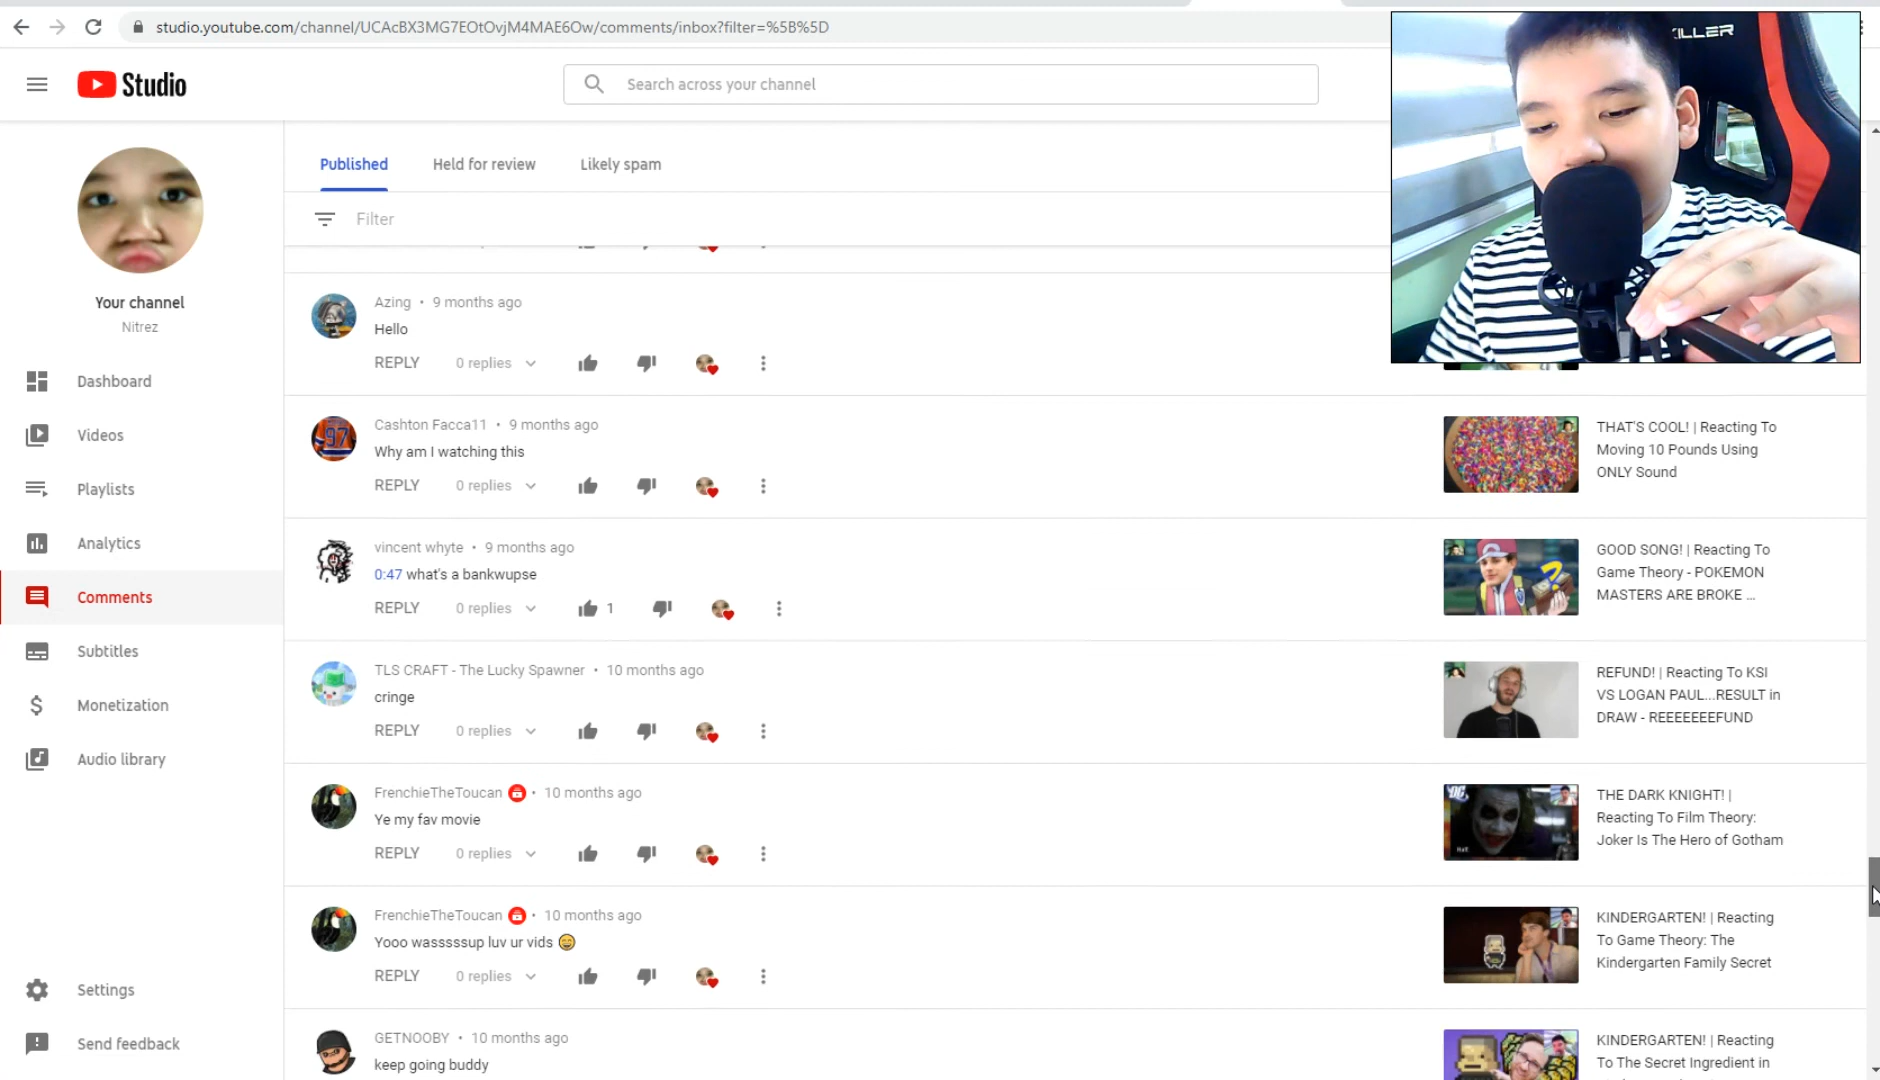 studio.youtube.com/channel/UCAcBX3MG7EOtOvjM4MAE6Ow/comments/inbox?filter=%5B%5D
Studio
Search across your channel
Your channel
Nitrez
Dashboard
Videos
Playlists
Analytics
Comments
Subtitles
Monetization
Audio library
Settings
Send feedback
Published Held for review Likely spam
Filter
Azing • 9 months ago
Hello
REPLY 0 replies
Cashton Facca11 • 9 months ago
Why am I watching this
REPLY 0 replies
THAT'S COOL! | Reacting To
Moving 10 Pounds Using
ONLY Sound
vincent whyte • 9 months ago
0:47 what's a bankwupse
REPLY 0 replies 1
GOOD SONG! | Reacting To
Game Theory - POKEMON
MASTERS ARE BROKE ...
TLS CRAFT - The Lucky Spawner • 10 months ago
cringe
REPLY 0 replies
REFUND! | Reacting To KSI
VS LOGAN PAUL...RESULT in
DRAW - REEEEEEEFUND
FrenchieTheToucan • 10 months ago
Ye my fav movie
REPLY 0 replies
THE DARK KNIGHT! |
Reacting To Film Theory:
Joker Is The Hero of Gotham
FrenchieTheToucan • 10 months ago
Yooo wasssssup luv ur vids 😄
REPLY 0 replies
KINDERGARTEN! | Reacting
To Game Theory: The
Kindergarten Family Secret
GETNOOBY • 10 months ago
keep going buddy
KINDERGARTEN! | Reacting
To The Secret Ingredient in
97
DC